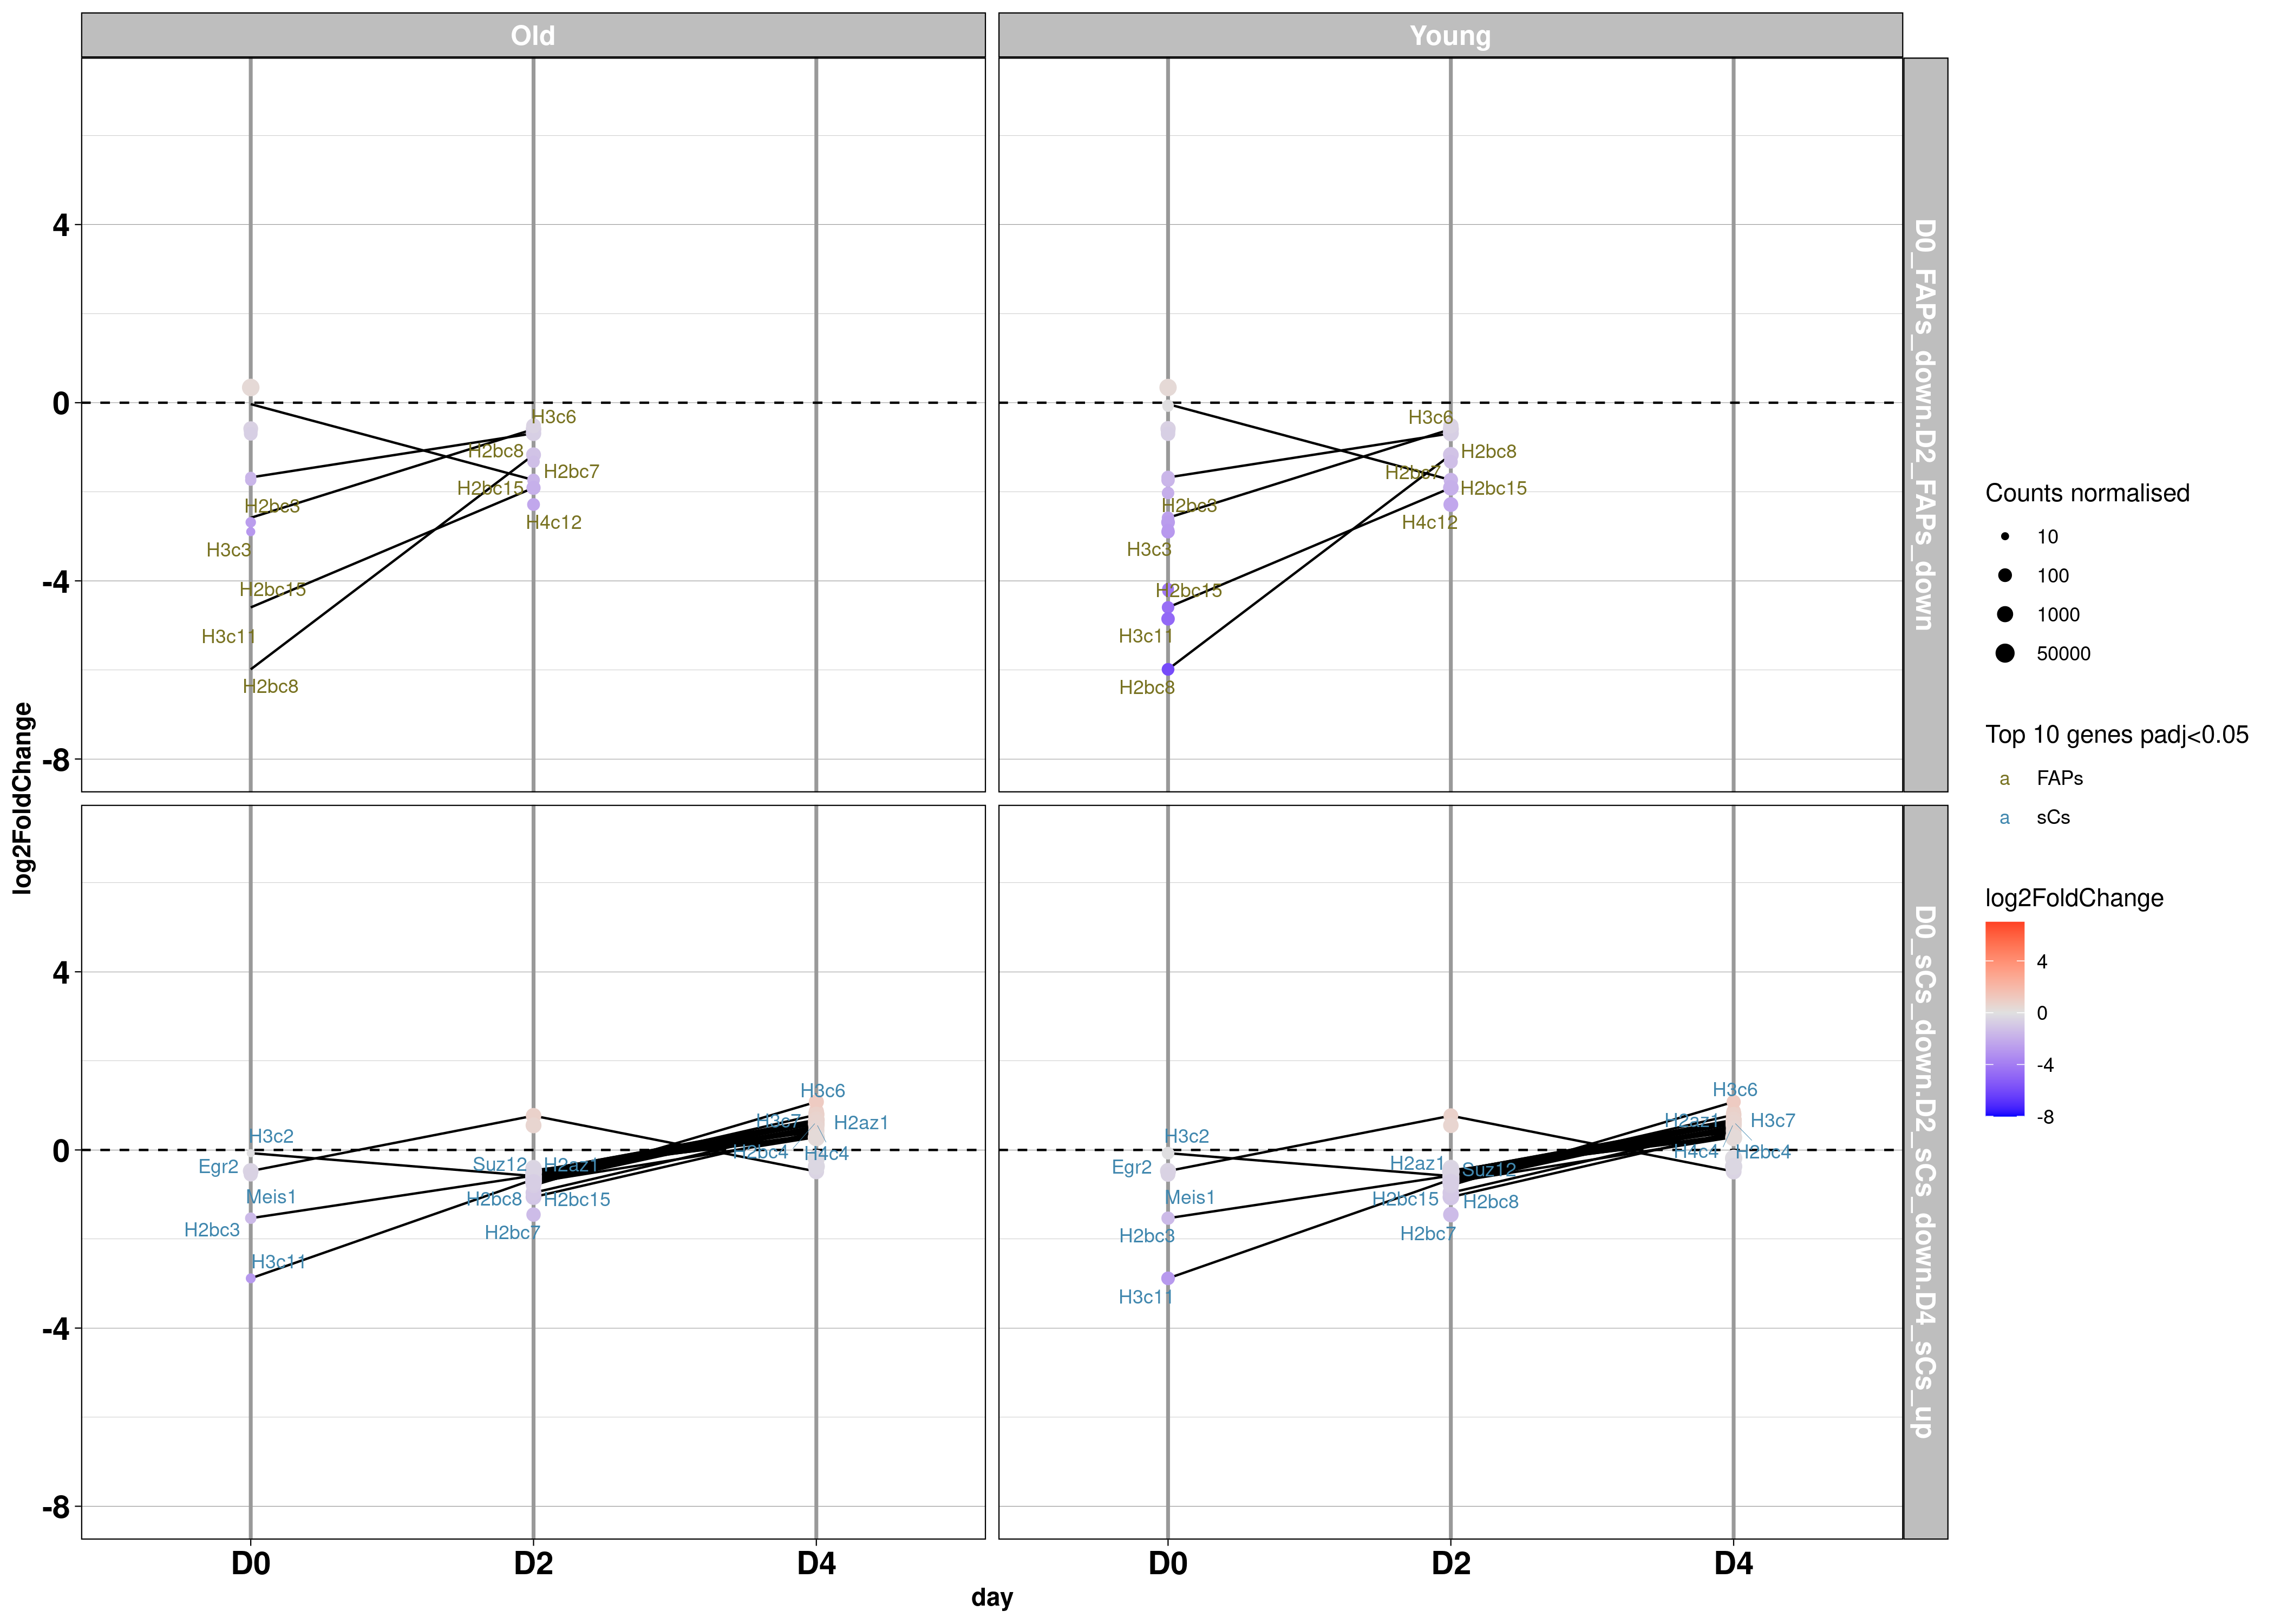 Old
Young
4
0
-4
-8
H3c6
H2bc8
H2bc7
H2bc15
H4c12
H2bc3
H3c3
H2bc15
H3c11
H2bc8
H3c6
H2bc8
H2bc7
H2bc15
H4c12
H2bc3
H3c3
H2bc15
H3c11
H2bc8
D0_FAPs_down.D2_FAPs_down
log2FoldChange
4
0
-4
-8
H3c2
Egr2
Meis1
H2bc3
H3c11
Suz12
H2az1
H2bc8
H2bc15
H2bc7
H3c6
H3c7
H2az1
H2bc4
H4c4
H3c2
Egr2
Meis1
H2bc3
H3c11
H2az1
Suz12
H2bc15
H2bc8
H2bc7
H3c6
H2az1
H3c7
H4c4
H2bc4
D0_sCs_down.D2_sCs_down.D4_sCs_up
D0
D2
D4
D0
D2
D4
day
Counts normalised
10
100
1000
50000
Top 10 genes padj<0.05
a FAPs
a sCs
log2FoldChange
4
0
-4
-8